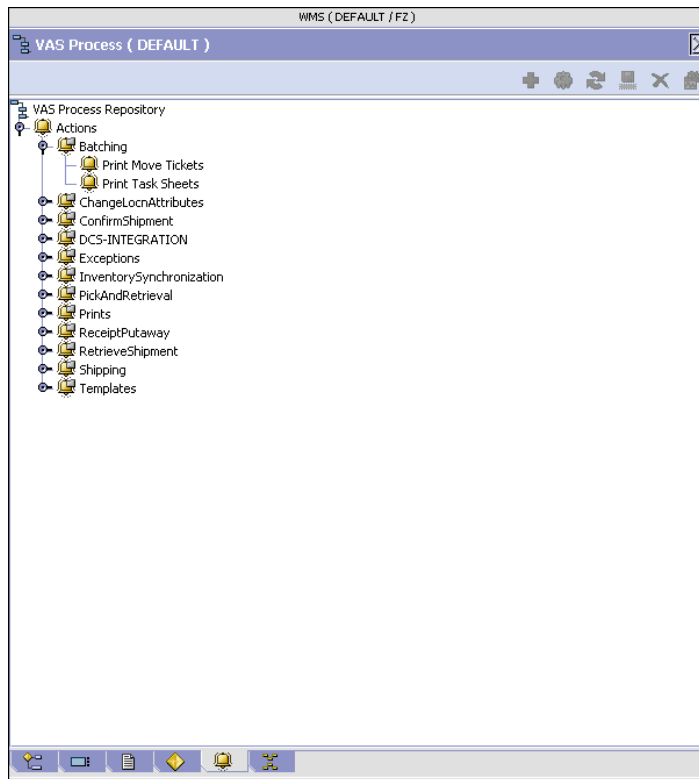 WMS ( DEFAULT / FZ )
VAS Process ( DEFAULT )
VAS Process Repository
Actions
Batching
Print Move Tickets
Print Task Sheets
ChangeLocnAttributes
ConfirmShipment
DCS-INTEGRATION
Exceptions
InventorySynchronization
PickAndRetrieval
Prints
ReceiptPutaway
RetrieveShipment
Shipping
Templates